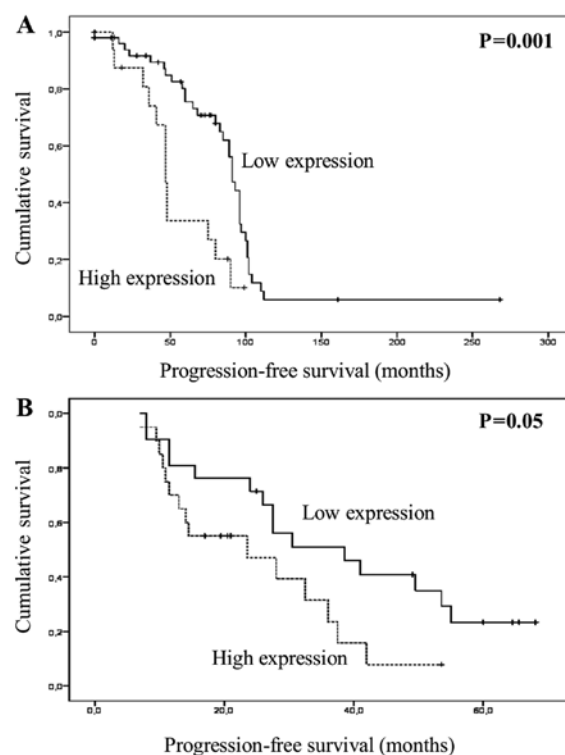 A
P=0.001
Cumulative survival
1,0
0,8
0,6
0,4
0,2
0,0
Low expression
High expression
0
50
100
150
200
250
300
Progression-free survival (months)
B
P=0.05
Cumulative survival
1,0
0,8
0,6
0,4
0,2
0,0
Low expression
High expression
0,0
20,0
40,0
60,0
Progression-free survival (months)